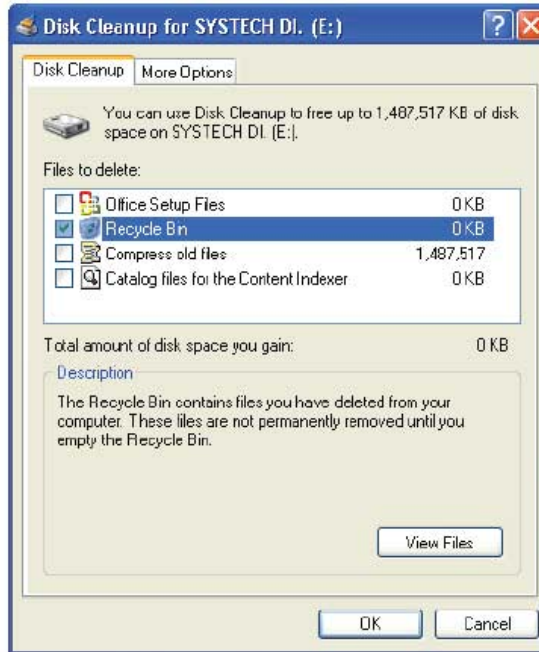 Disk Cleanup for SYSTECH DI. (E:)
Disk Cleanup
More Options
You can use Disk Cleanup to free up to 1,487,517 KB of disk
space on SYSTECH DI. (E:).
Files to delete:
Office Setup Files 0 KB
Recycle Bin 0 KB
Compress old files 1,487,517
Catalog files for the Content Indexer 0 KB
Total amount of disk space you gain: 0 KB
Description
The Recycle Bin contains files you have deleted from your
computer. These files are not permanently removed until you
empty the Recycle Bin.
View Files
OK
Cancel